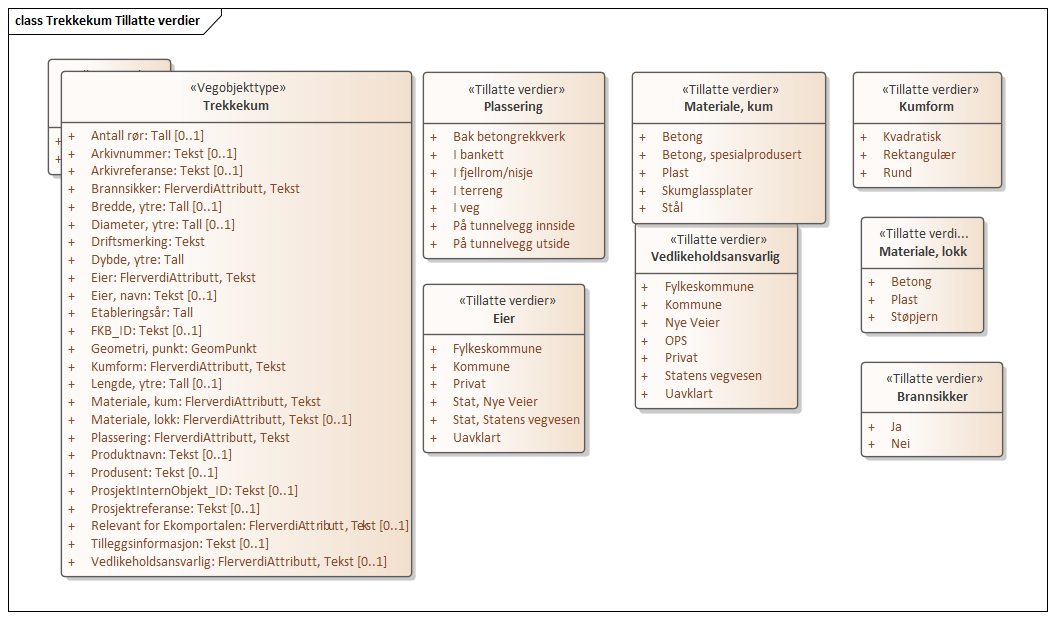 class Trekkekum Tillatte verdier
«Vegobjekttype»
Trekkekum
+ Antall rør: Tall [0..1]
+ Arkivnummer: Tekst [0..1]
+ Arkivreferanse: Tekst [0..1]
+ Brannsikker: FlerverdiAttributt, Tekst
+ Bredde, ytre: Tall [0..1]
+ Diameter, ytre: Tall [0..1]
+ Driftsmerking: Tekst
+ Dybde, ytre: Tall
+ Eier: FlerverdiAttributt, Tekst
+ Eier, navn: Tekst [0..1]
+ Etableringsår: Tall
+ FKB_ID: Tekst [0..1]
+ Geometri, punkt: GeomPunkt
+ Kumform: FlerverdiAttributt, Tekst
+ Lengde, ytre: Tall [0..1]
+ Materiale, kum: FlerverdiAttributt, Tekst
+ Materiale, lokk: FlerverdiAttributt, Tekst [0..1]
+ Plassering: FlerverdiAttributt, Tekst
+ Produktnavn: Tekst [0..1]
+ Produsent: Tekst [0..1]
+ ProsjektInternObjekt_ID: Tekst [0..1]
+ Prosjektreferanse: Tekst [0..1]
+ Relevant for Ekomportalen: FlerverdiAttributt, Tekst [0..1]
+ Tilleggsinformasjon: Tekst [0..1]
+ Vedlikeholdsansvarlig: FlerverdiAttributt, Tekst [0..1]
«Tillatte verdier»
Plassering
+ Bak betongrekkverk
+ I bankett
+ I fjellrom/nisje
+ I terreng
+ I veg
+ På tunnelvegg innside
+ På tunnelvegg utside
«Tillatte verdier»
Eier
+ Fylkeskommune
+ Kommune
+ Privat
+ Stat, Nye Veier
+ Stat, Statens vegvesen
+ Uavklart
«Tillatte verdier»
Materiale, kum
+ Betong
+ Betong, spesialprodusert
+ Plast
+ Skumglassplater
+ Stål
«Tillatte verdier»
Vedlikeholdsansvarlig
+ Fylkeskommune
+ Kommune
+ Nye Veier
+ OPS
+ Privat
+ Statens vegvesen
+ Uavklart
«Tillatte verdier»
Kumform
+ Kvadratisk
+ Rektangulær
+ Rund
«Tillatte verdi...
Materiale, lokk
+ Betong
+ Plast
+ Støpjern
«Tillatte verdier»
Brannsikker
+ Ja
+ Nei